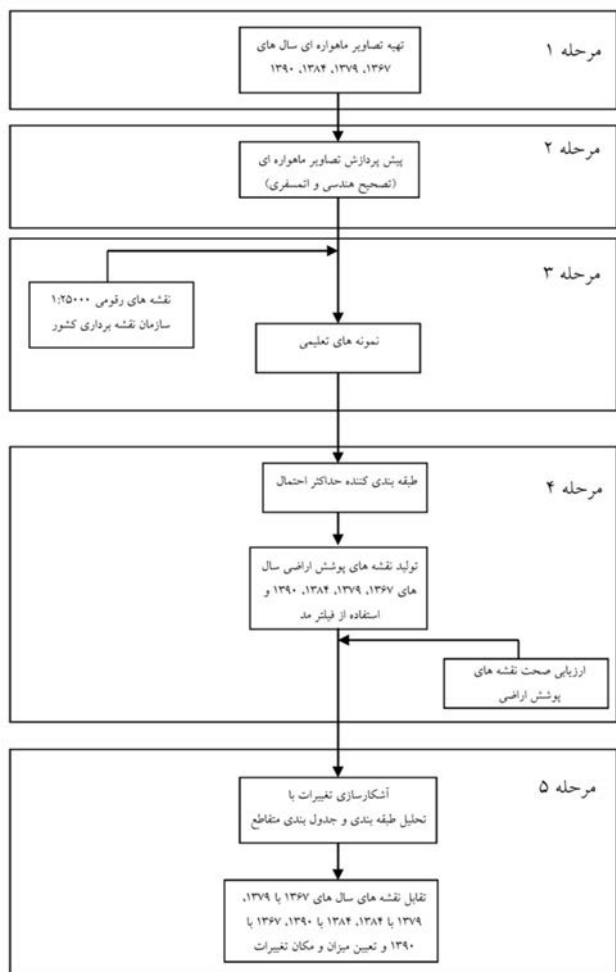 مرحله ۱
تهیه تصاویر ماهواره ای سال های
۱۳۶۷، ۱۳۷۹، ۱۳۸۴، ۱۳۹۰
مرحله ۲
پیش پردازش تصاویر ماهواره ای
(تصحیح هندسی و اتمسفری)
مرحله ۳
نقشه های رقومی ۱:۲۵۰۰۰
سازمان نقشه برداری کشور
نمونه های تعلیمی
مرحله ۴
طبقه بندی کننده حداکثر احتمال
تولید نقشه های پوشش اراضی سال
های ۱۳۶۷، ۱۳۷۹، ۱۳۸۴، ۱۳۹۰ و
استفاده از فیلتر مد
ارزیابی صحت نقشه های
پوشش اراضی
مرحله ۵
آشکارسازی تغییرات با
تحلیل طبقه بندی و جدول بندی متقاطع
تقابل نقشه های سال های ۱۳۶۷ با ۱۳۷۹،
۱۳۷۹ با ۱۳۸۴، ۱۳۸۴ با ۱۳۹۰، ۱۳۶۷ با
۱۳۹۰ و تعیین میزان و مکان تغییرات